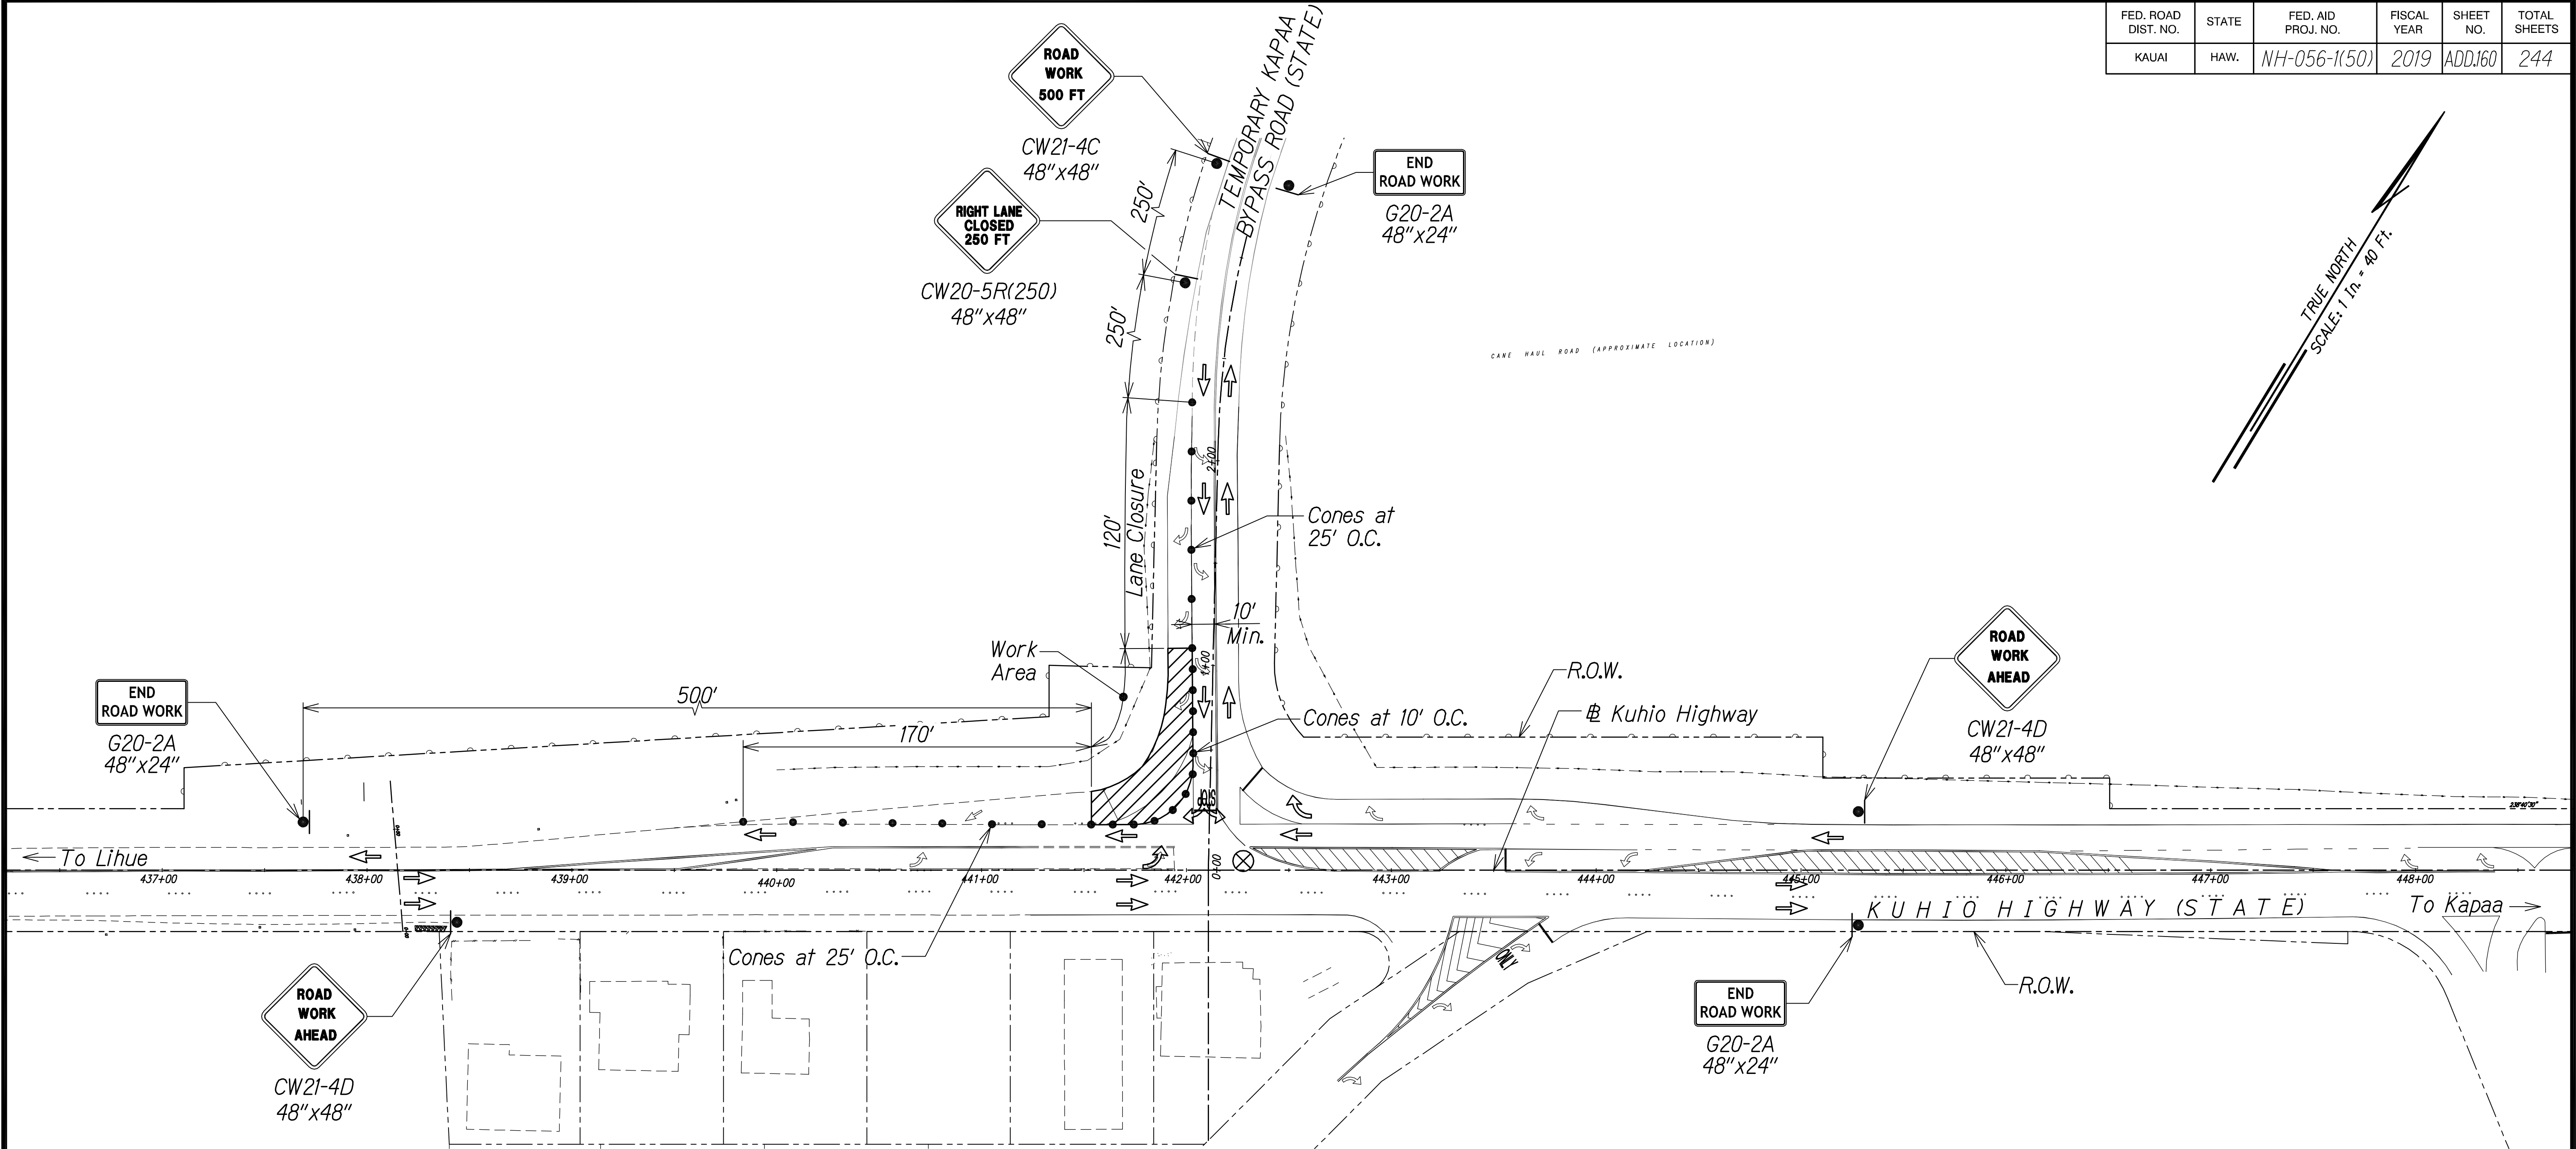 FED. ROAD DIST. NO.
STATE
FED. AID PROJ. NO.
FISCAL YEAR
SHEET NO.
TOTAL SHEETS
KAUAI
HAW.
NH-056-1(50)
2019
ADD.160
244
ROAD
WORK
500 FT
CW21-4C
48"x48"
TEMPORARY KAPAA
BYPASS ROAD (STATE)
END
ROAD WORK
G20-2A
48"x24"
RIGHT LANE
CLOSED
250 FT
CW20-5R(250)
48"x48"
250'
250'
TRUE NORTH
SCALE: 1 In. = 40 Ft.
CANE HAUL ROAD (APPROXIMATE LOCATION)
120'
Lane Closure
2+00
Cones at
25' O.C.
10'
Min.
1+00
Work
Area
R.O.W.
ROAD
WORK
AHEAD
CW21-4D
48"x48"
END
ROAD WORK
G20-2A
48"x24"
500'
170'
Cones at 10' O.C.
℄ Kuhio Highway
To Lihue
0+00
437+00
438+00
439+00
440+00
441+00
442+00
443+00
444+00
445+00
446+00
447+00
448+00
KUHIO HIGHWAY (STATE)
To Kapaa
Cones at 25' O.C.
ONLY
R.O.W.
ROAD
WORK
AHEAD
CW21-4D
48"x48"
END
ROAD WORK
G20-2A
48"x24"